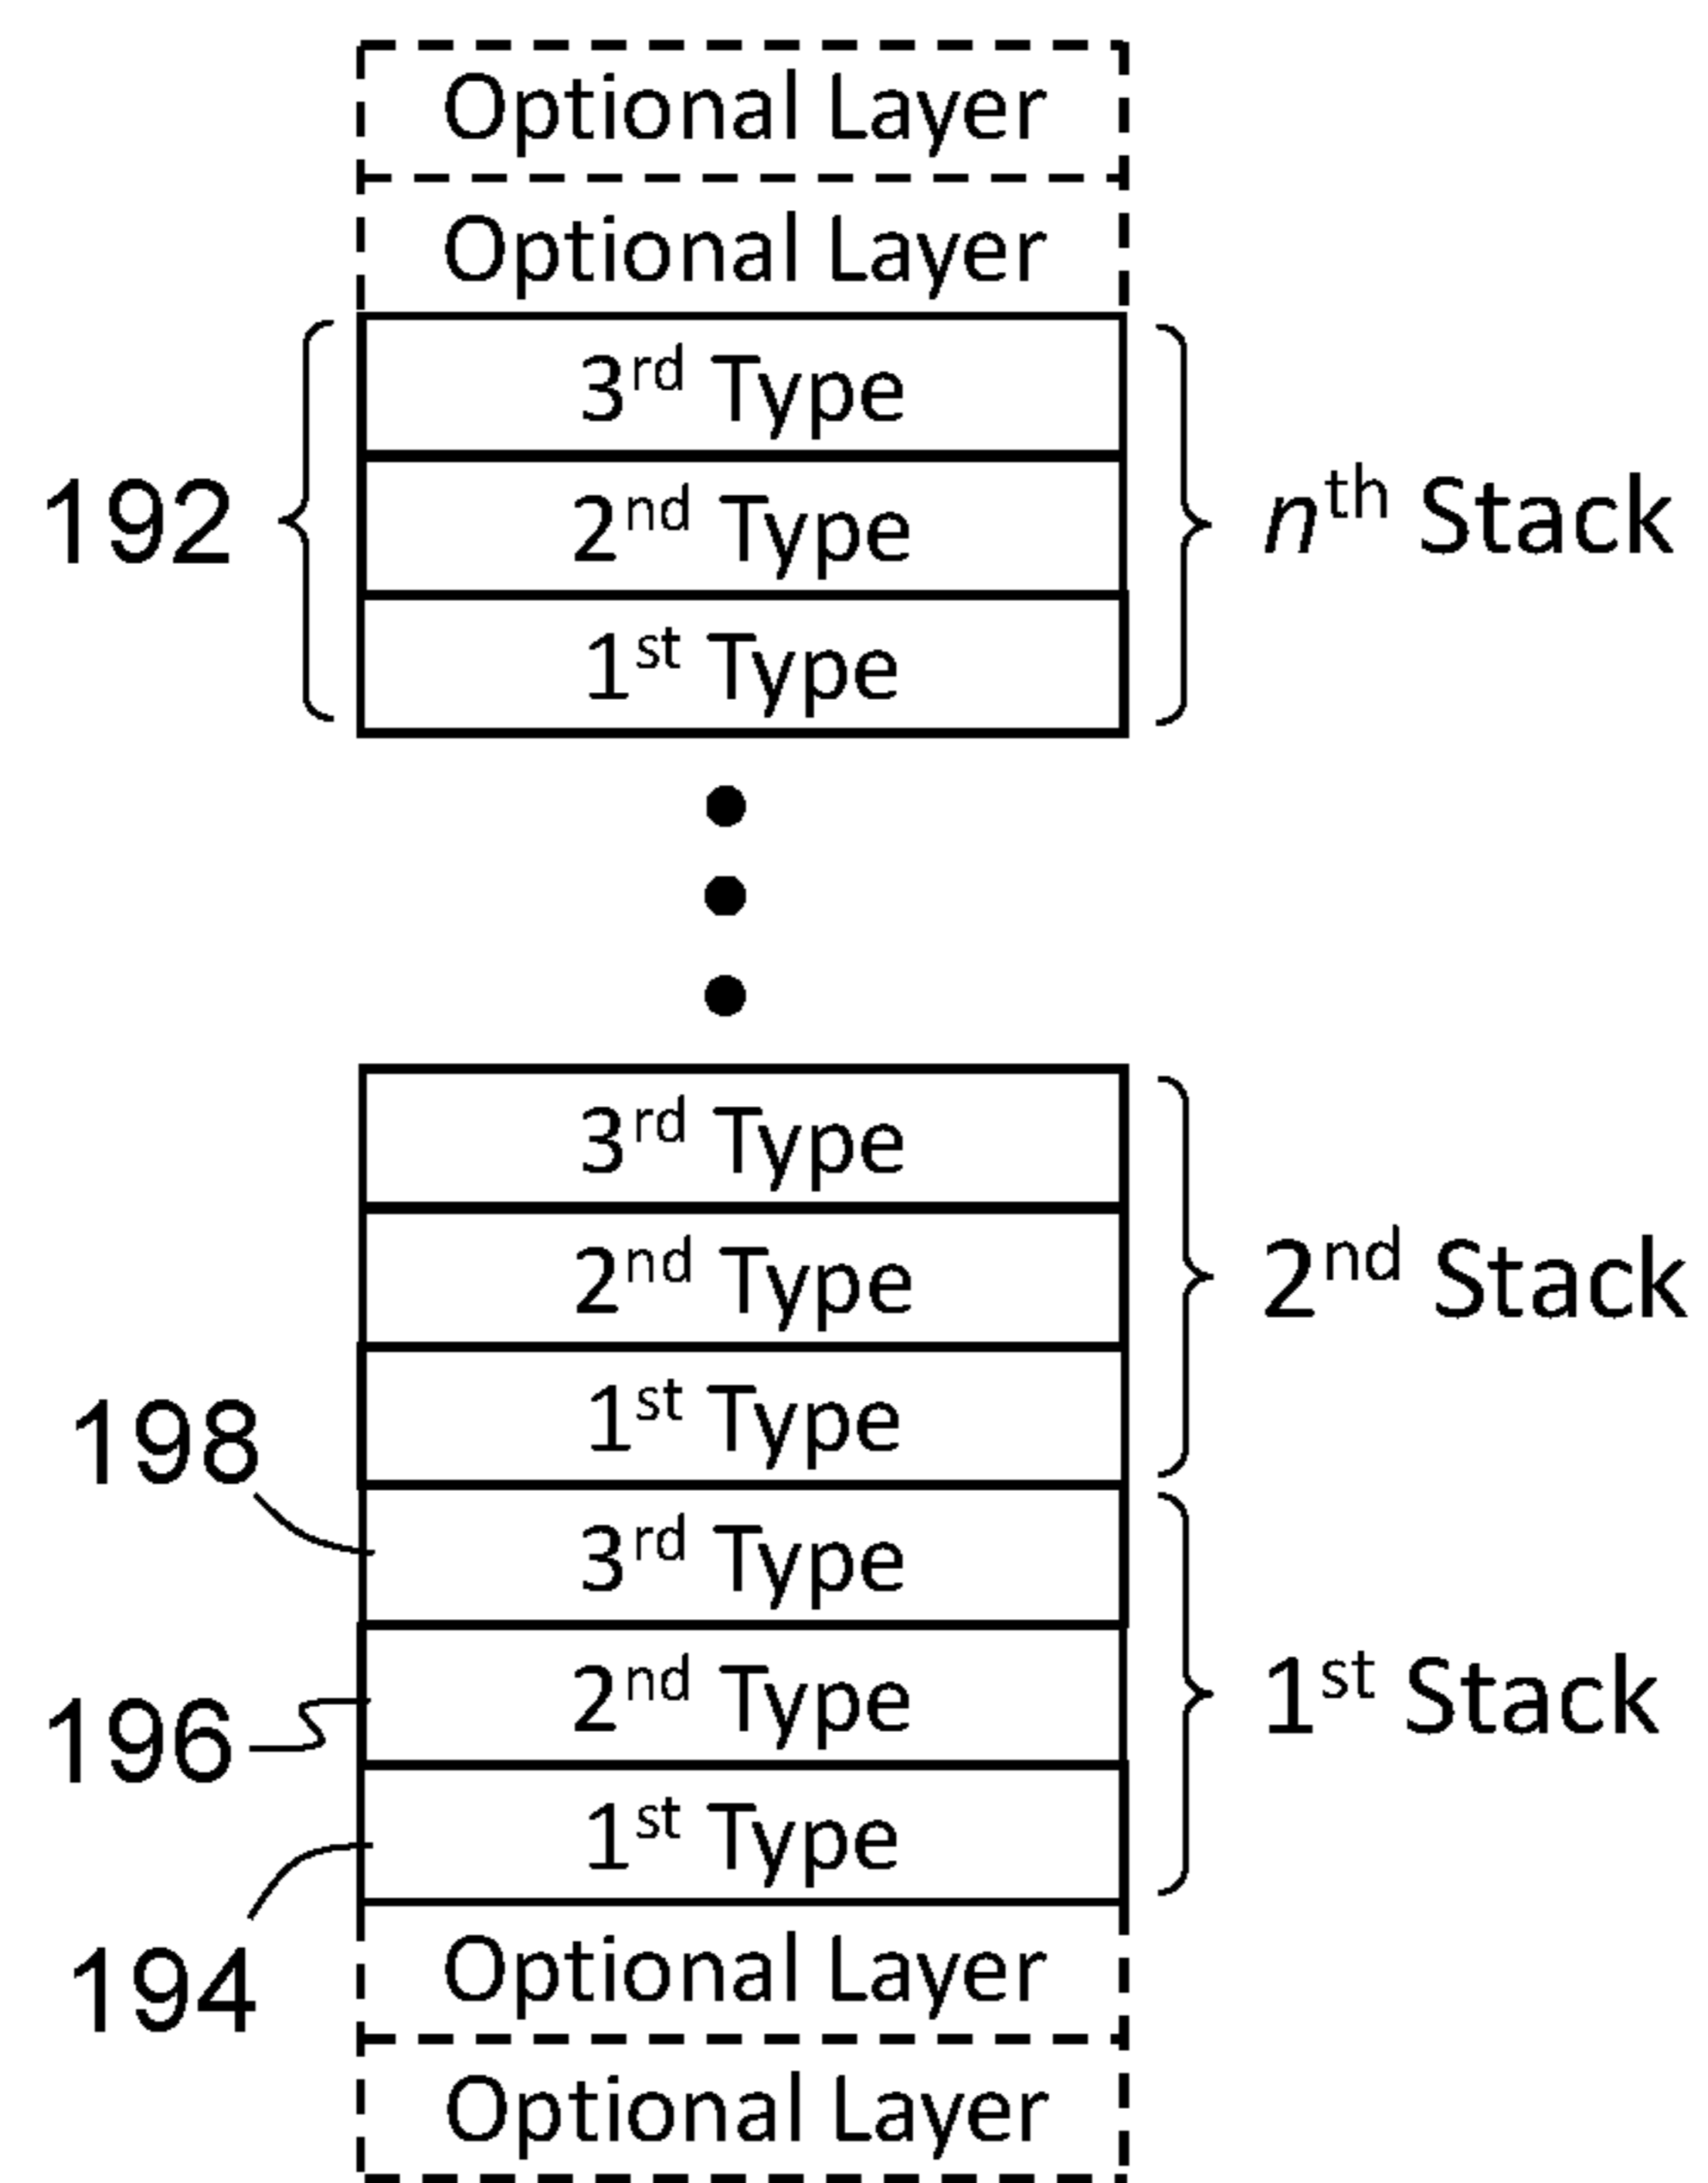 Optional Layer
Optional Layer
3rd Type
192
2nd Type
nth Stack
1st Type
3rd Type
2nd Type
2nd Stack
1st Type
198
3rd Type
196
2nd Type
1st Stack
1st Type
194
Optional Layer
Optional Layer